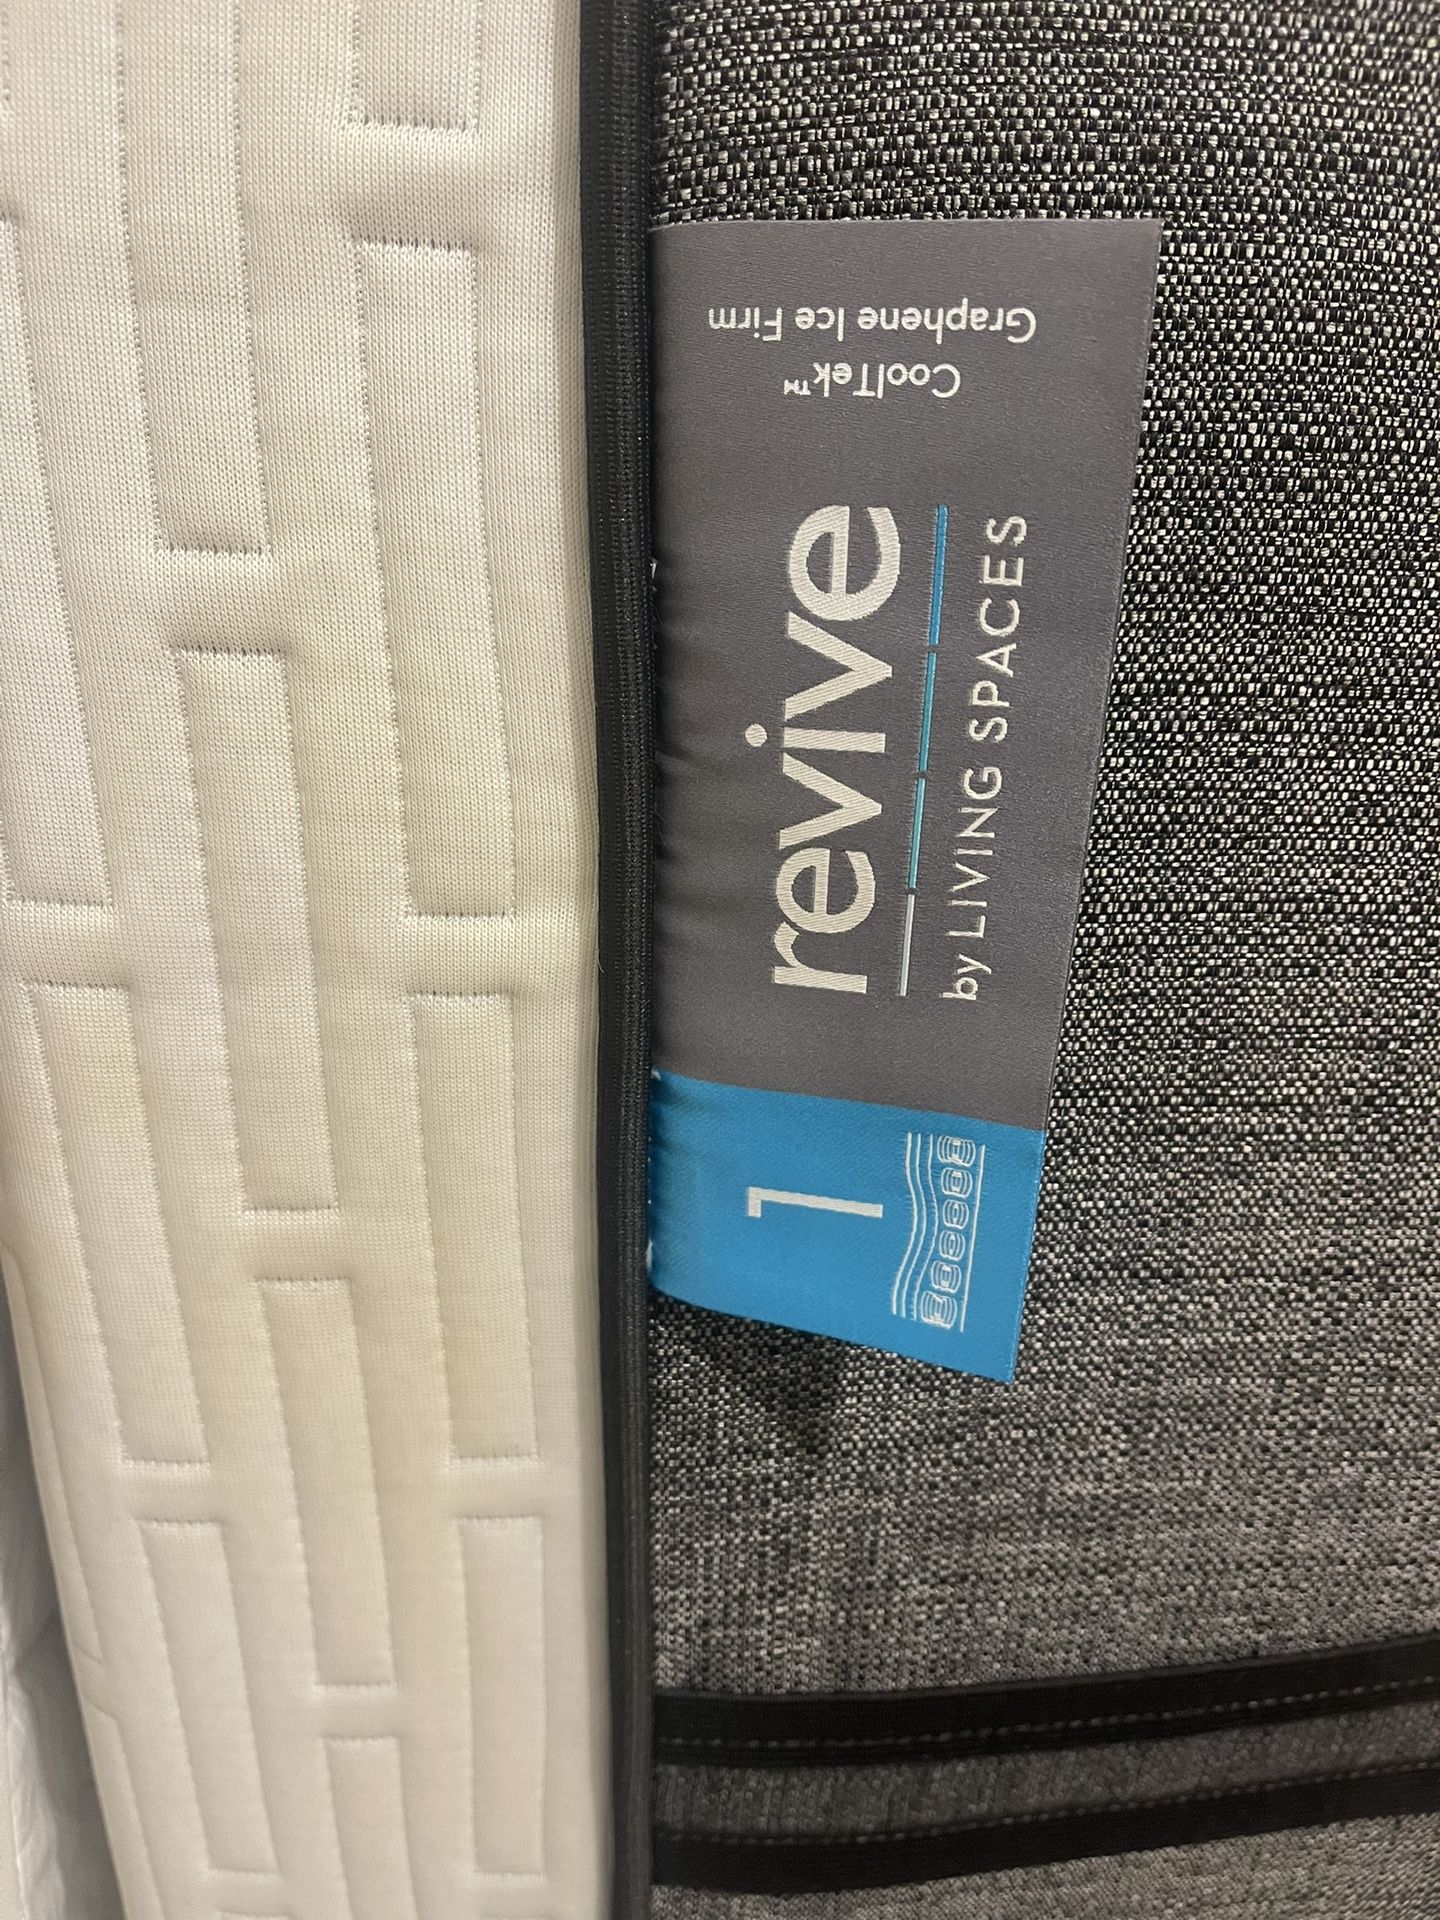 CoolTek™
Graphene Ice Firm
revive
by LIVING SPACES
1